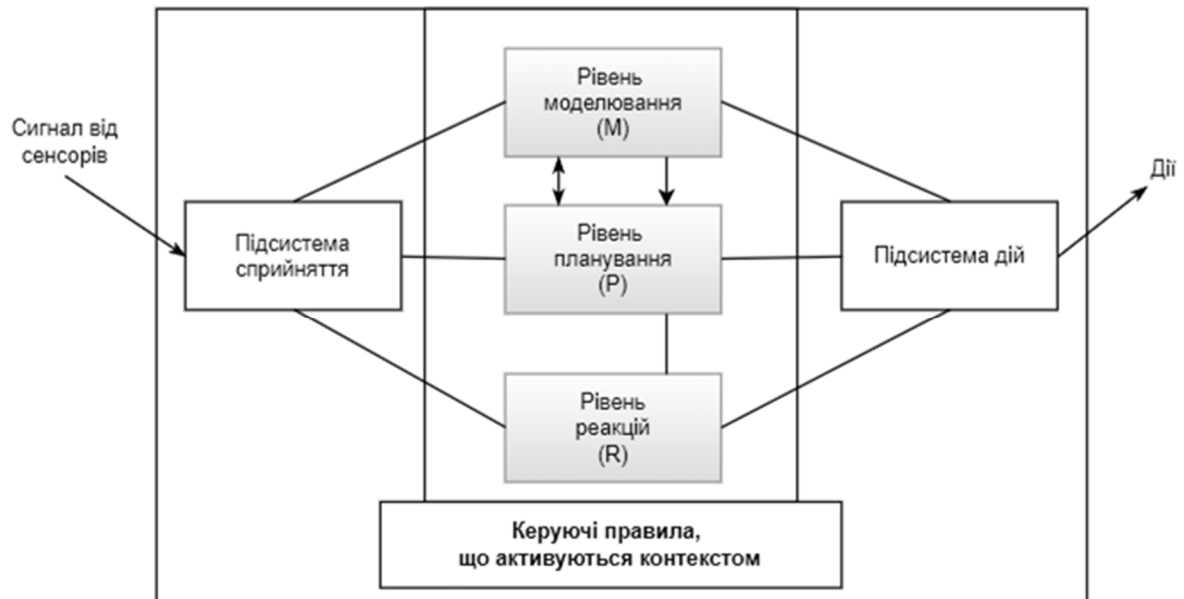 Рівень
моделювання
(M)
Сигнал від
сенсорів
Дії
Підсистема
сприйняття
Рівень
планування
(P)
Підсистема дій
Рівень
реакцій
(R)
Керуючі правила,
що активуються контекстом